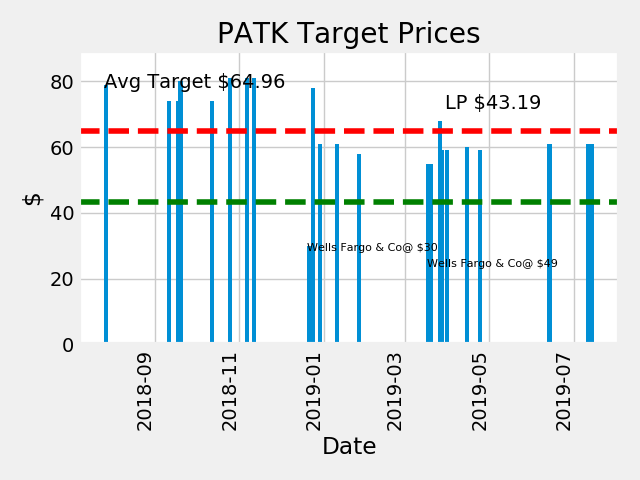 PATK Target Prices
Avg Target $64.96
LP $43.19
Wells Fargo & Co@ $30
Wells Fargo & Co@ $49
$
80
60
40
20
0
2018-09
2018-11
2019-01
2019-03
2019-05
2019-07
Date